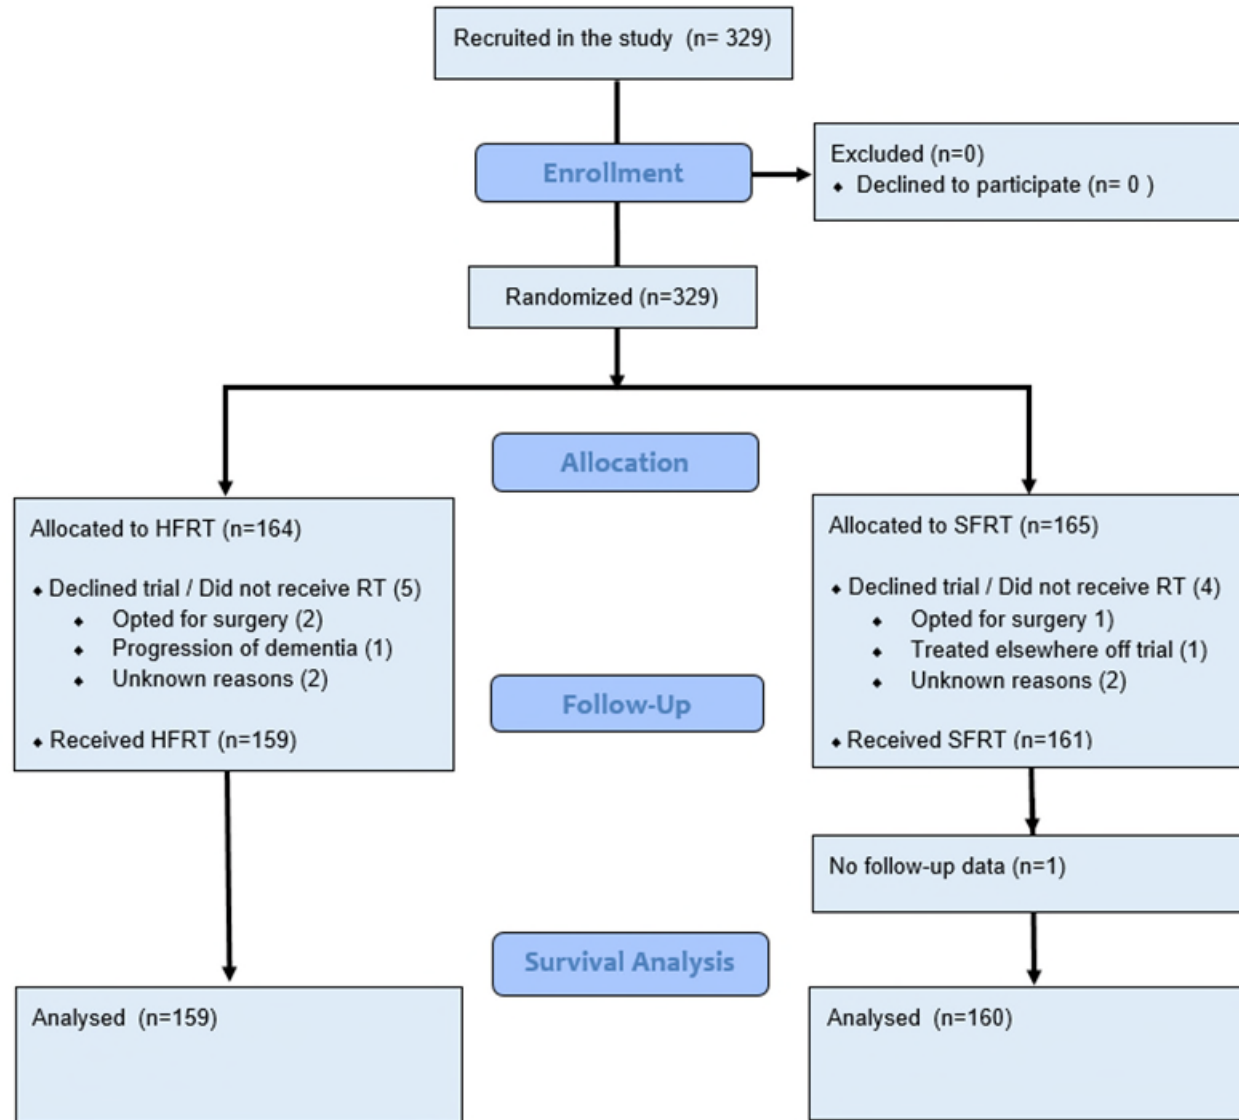 Recruited in the study (n= 329)
Enrollment
Excluded (n=0)
⬥ Declined to participate (n= 0 )
Randomized (n=329)
Allocation
Allocated to HFRT (n=164)
⬥ Declined trial / Did not receive RT (5)
⬥ Opted for surgery (2)
⬥ Progression of dementia (1)
⬥ Unknown reasons (2)
⬥ Received HFRT (n=159)
Allocated to SFRT (n=165)
⬥ Declined trial / Did not receive RT (4)
⬥ Opted for surgery 1)
⬥ Treated elsewhere off trial (1)
⬥ Unknown reasons (2)
⬥ Received SFRT (n=161)
Follow-Up
No follow-up data (n=1)
Survival Analysis
Analysed (n=159)
Analysed (n=160)